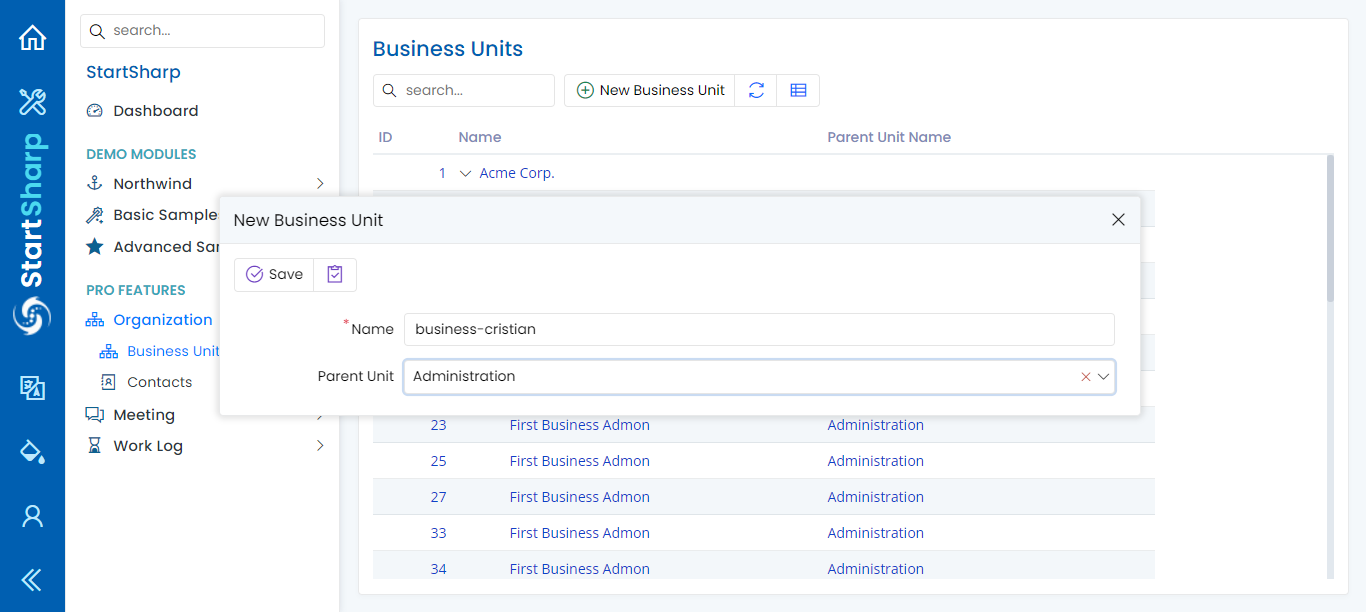 search...
StartSharp
Dashboard
DEMO MODULES
Northwind
Basic Sample
Advanced Sar
PRO FEATURES
Organization
Business Unit
Contacts
Meeting
Work Log
StartSharp
Business Units
search...
New Business Unit
ID Name Parent Unit Name
1 Acme Corp.
New Business Unit
Save
*Name business-cristian
Parent Unit Administration
23 First Business Admon Administration
25 First Business Admon Administration
27 First Business Admon Administration
33 First Business Admon Administration
34 First Business Admon Administration